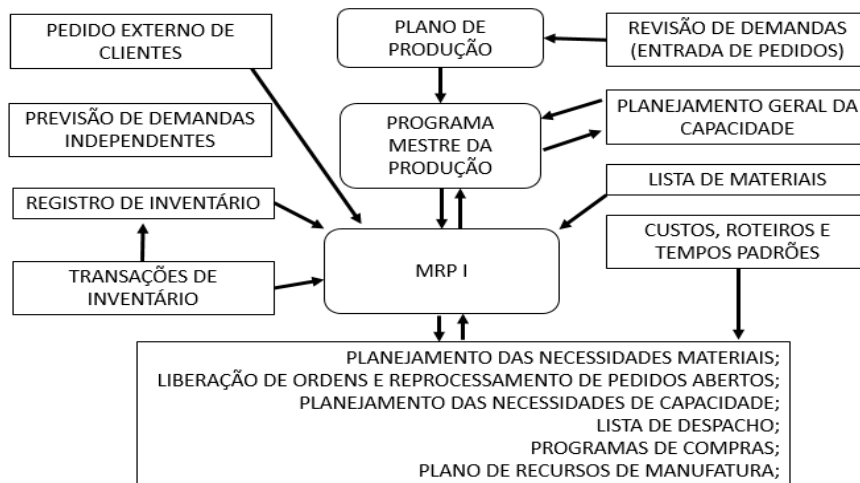 PEDIDO EXTERNO DE
CLIENTES
PLANO DE
PRODUÇÃO
REVISÃO DE DEMANDAS
(ENTRADA DE PEDIDOS)
PREVISÃO DE DEMANDAS
INDEPENDENTES
PROGRAMA
MESTRE DA
PRODUÇÃO
PLANEJAMENTO GERAL DA
CAPACIDADE
REGISTRO DE INVENTÁRIO
LISTA DE MATERIAIS
TRANSAÇÕES DE
INVENTÁRIO
MRP I
CUSTOS, ROTEIROS E
TEMPOS PADRÕES
PLANEJAMENTO DAS NECESSIDADES MATERIAIS;
LIBERAÇÃO DE ORDENS E REPROCESSAMENTO DE PEDIDOS ABERTOS;
PLANEJAMENTO DAS NECESSIDADES DE CAPACIDADE;
LISTA DE DESPACHO;
PROGRAMAS DE COMPRAS;
PLANO DE RECURSOS DE MANUFATURA;